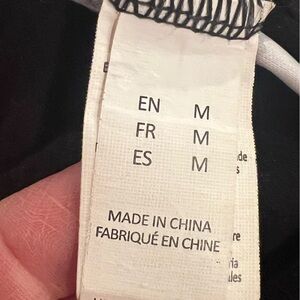 EN M
FR M
ES M
MADE IN CHINA
FABRIQUÉ EN CHINE